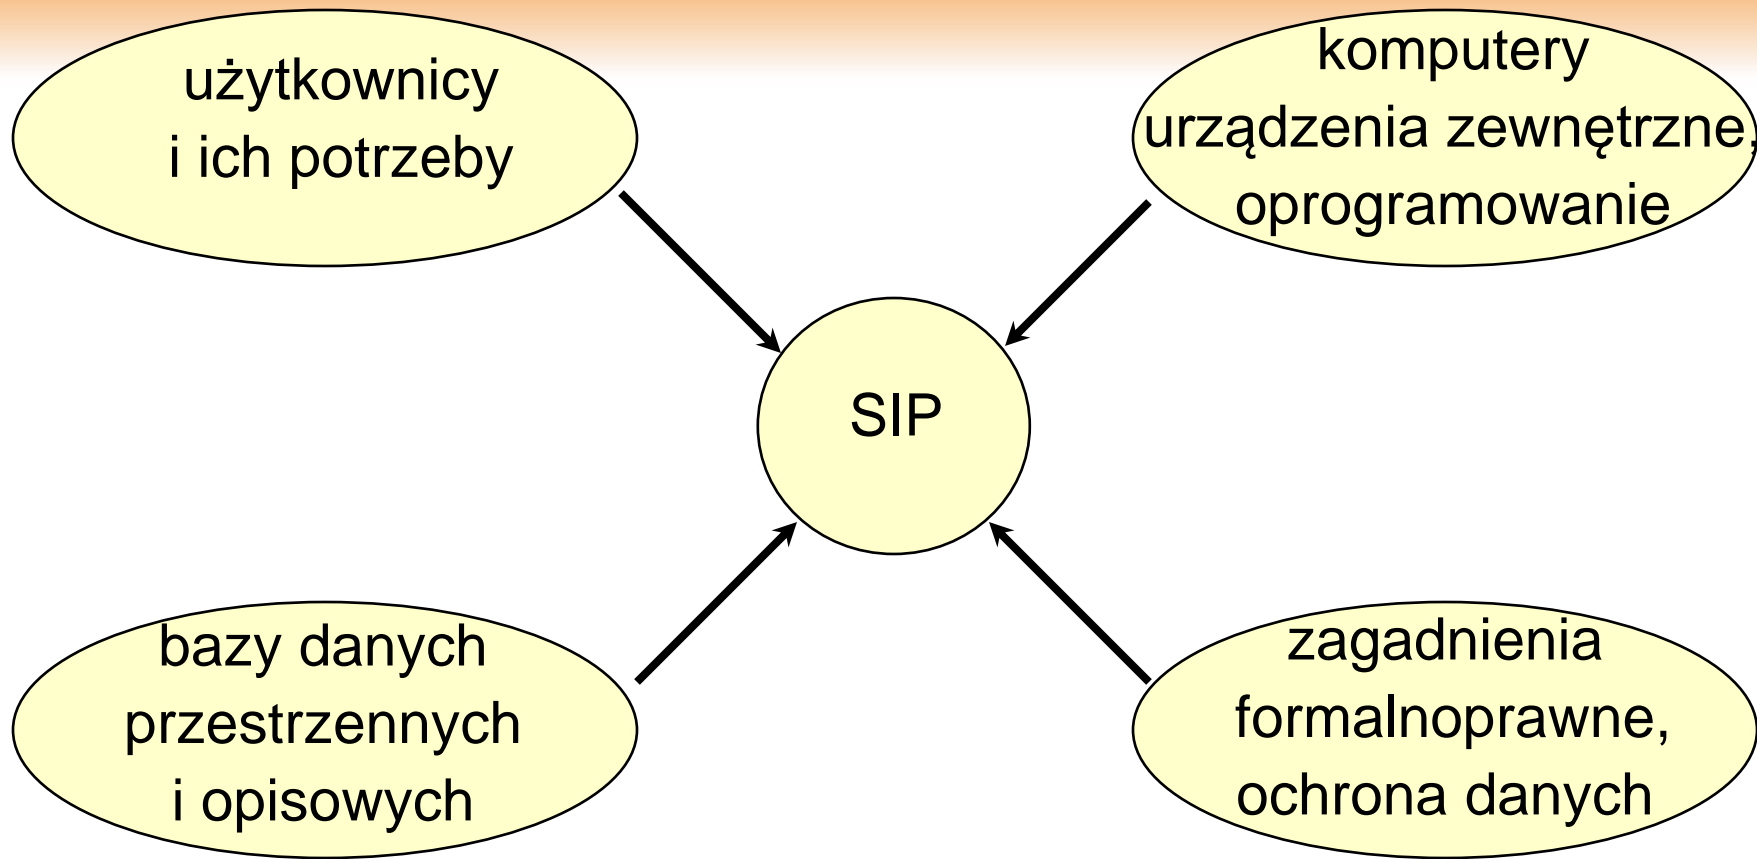 użytkownicy
i ich potrzeby
komputery
urządzenia zewnętrzne,
oprogramowanie
SIP
bazy danych
przestrzennych
i opisowych
zagadnienia
formalnoprawne,
ochrona danych